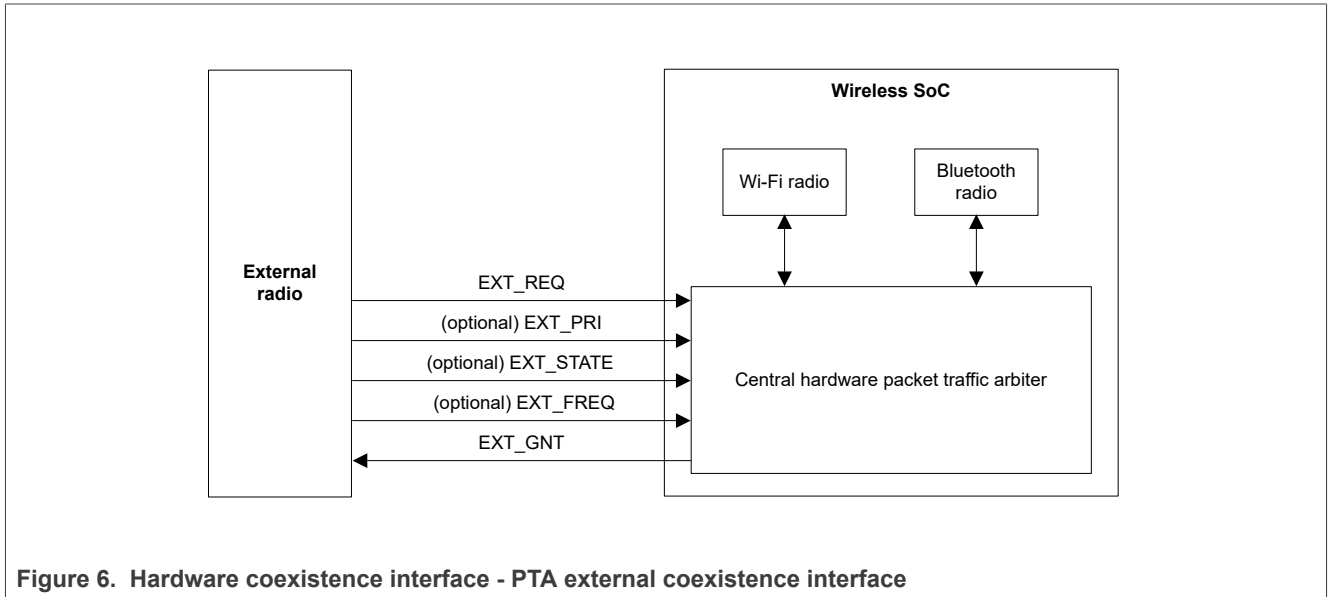 Wireless SoC
Wi-Fi radio
Bluetooth
radio
External
radio
EXT_REQ
(optional) EXT_PRI
(optional) EXT_STATE
(optional) EXT_FREQ
EXT_GNT
Central hardware packet traffic arbiter
Figure 6. Hardware coexistence interface - PTA external coexistence interface